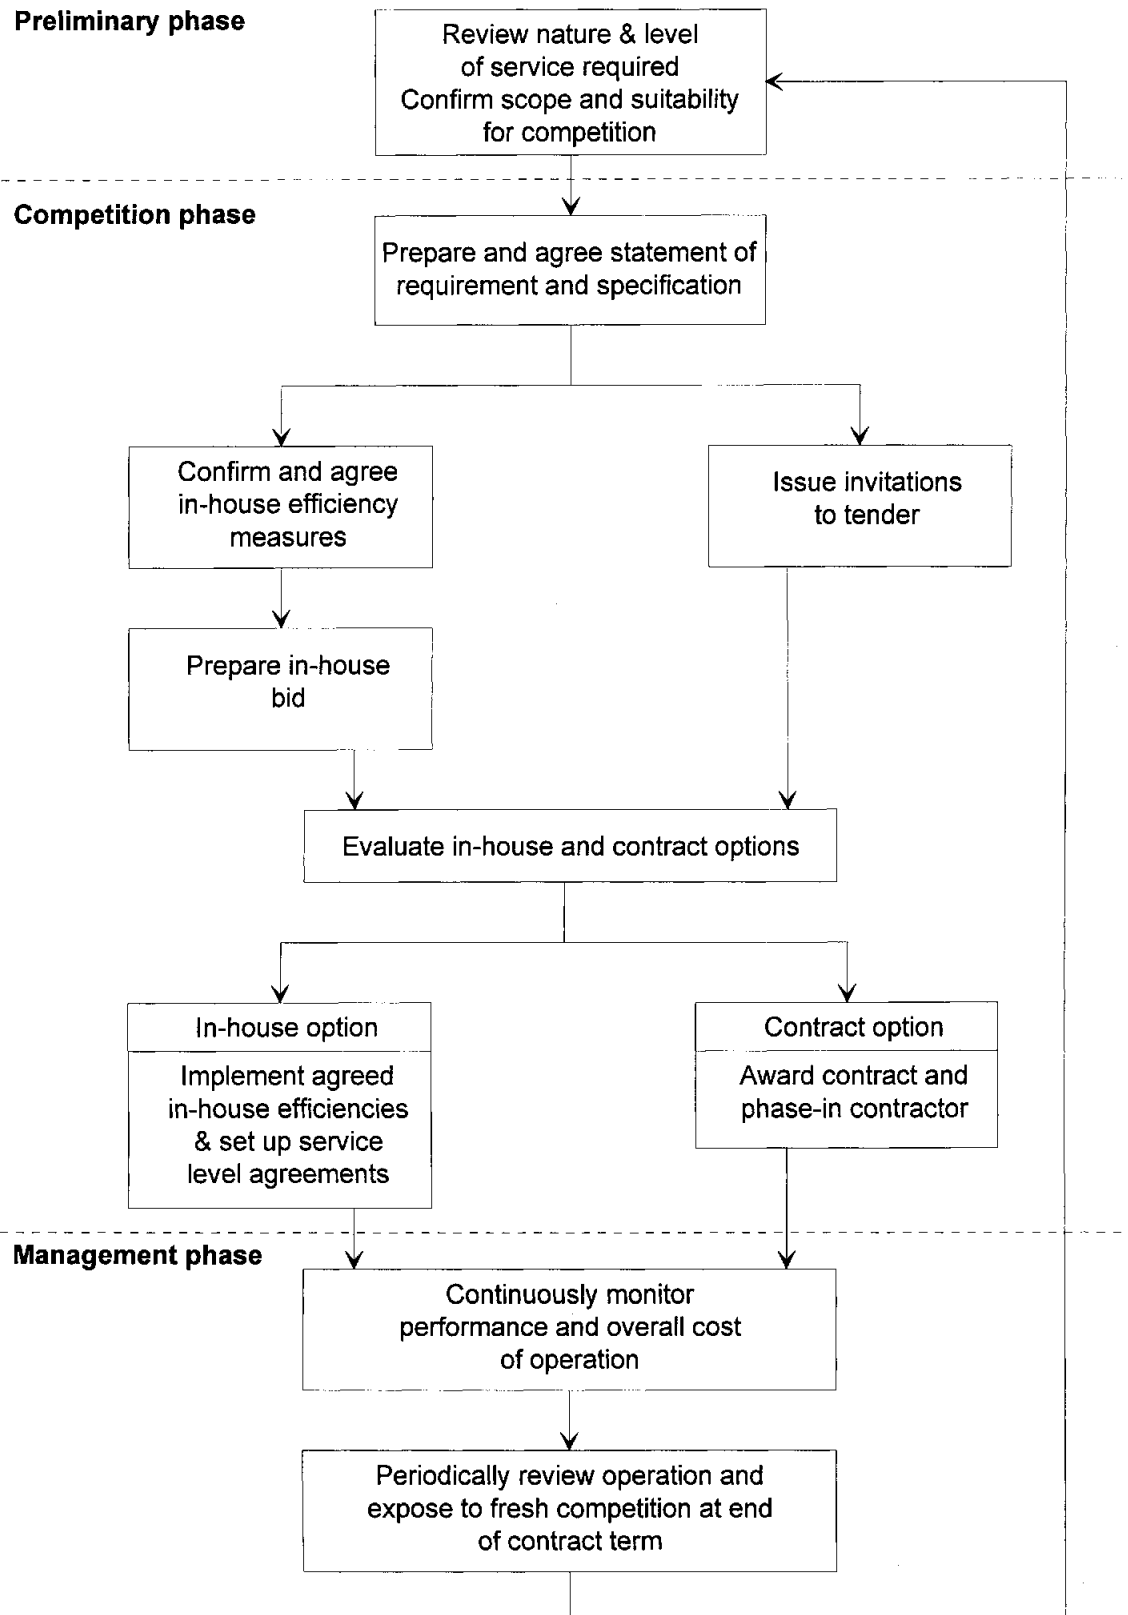 Preliminary phase
Review nature & level
of service required
Confirm scope and suitability
for competition
Competition phase
Prepare and agree statement of
requirement and specification
Confirm and agree
in-house efficiency
measures
Issue invitations
to tender
Prepare in-house
bid
Evaluate in-house and contract options
In-house option
Implement agreed
in-house efficiencies
& set up service
level agreements
Contract option
Award contract and
phase-in contractor
Management phase
Continuously monitor
performance and overall cost
of operation
Periodically review operation and
expose to fresh competition at end
of contract term